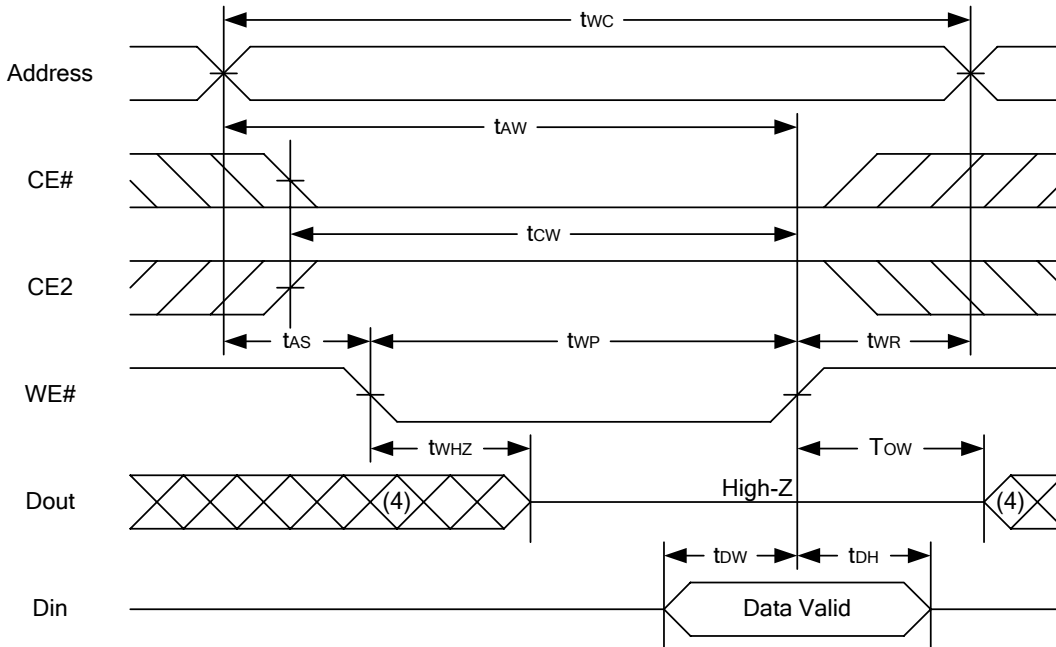 tWC
Address
tAW
CE#
tCW
CE2
tAS tWP tWR
WE#
tWHZ TOW
Dout (4) High-Z (4)
tDW tDH
Din Data Valid